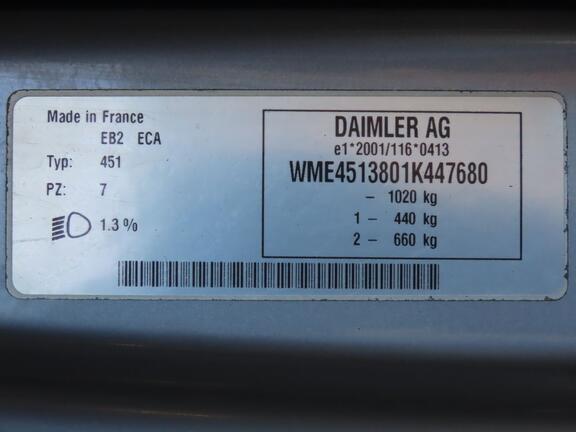 Made in France
EB2 ECA
Typ: 451
PZ: 7
1.3 %
DAIMLER AG
e1*2001/116*0413
WME4513801K447680
– 1020 kg
1 – 440 kg
2 – 660 kg